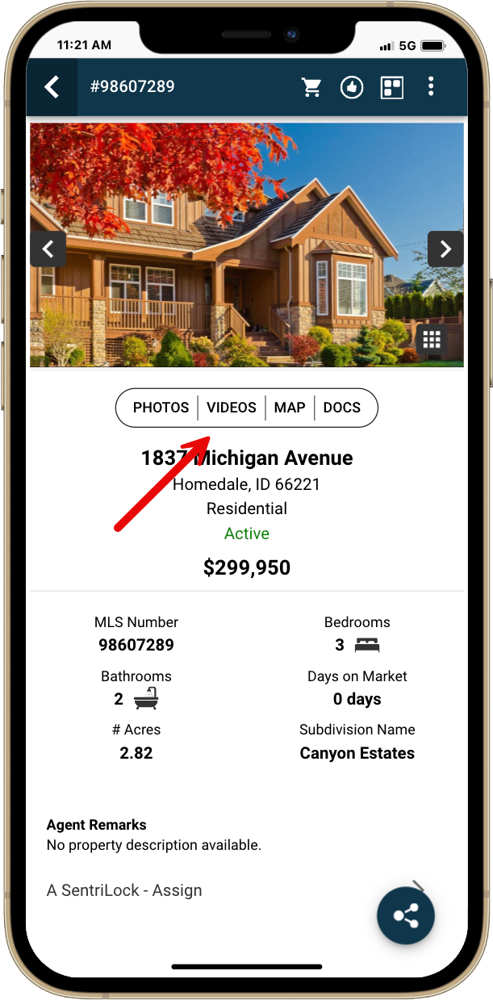 11:21 AM 5G
#98607289
PHOTOS VIDEOS MAP DOCS
1837 Michigan Avenue
Homedale, ID 66221
Residential
Active
$299,950
MLS Number
98607289
Bedrooms
3
Bathrooms
2
Days on Market
0 days
# Acres
2.82
Subdivision Name
Canyon Estates
Agent Remarks
No property description available.
A SentriLock - Assign